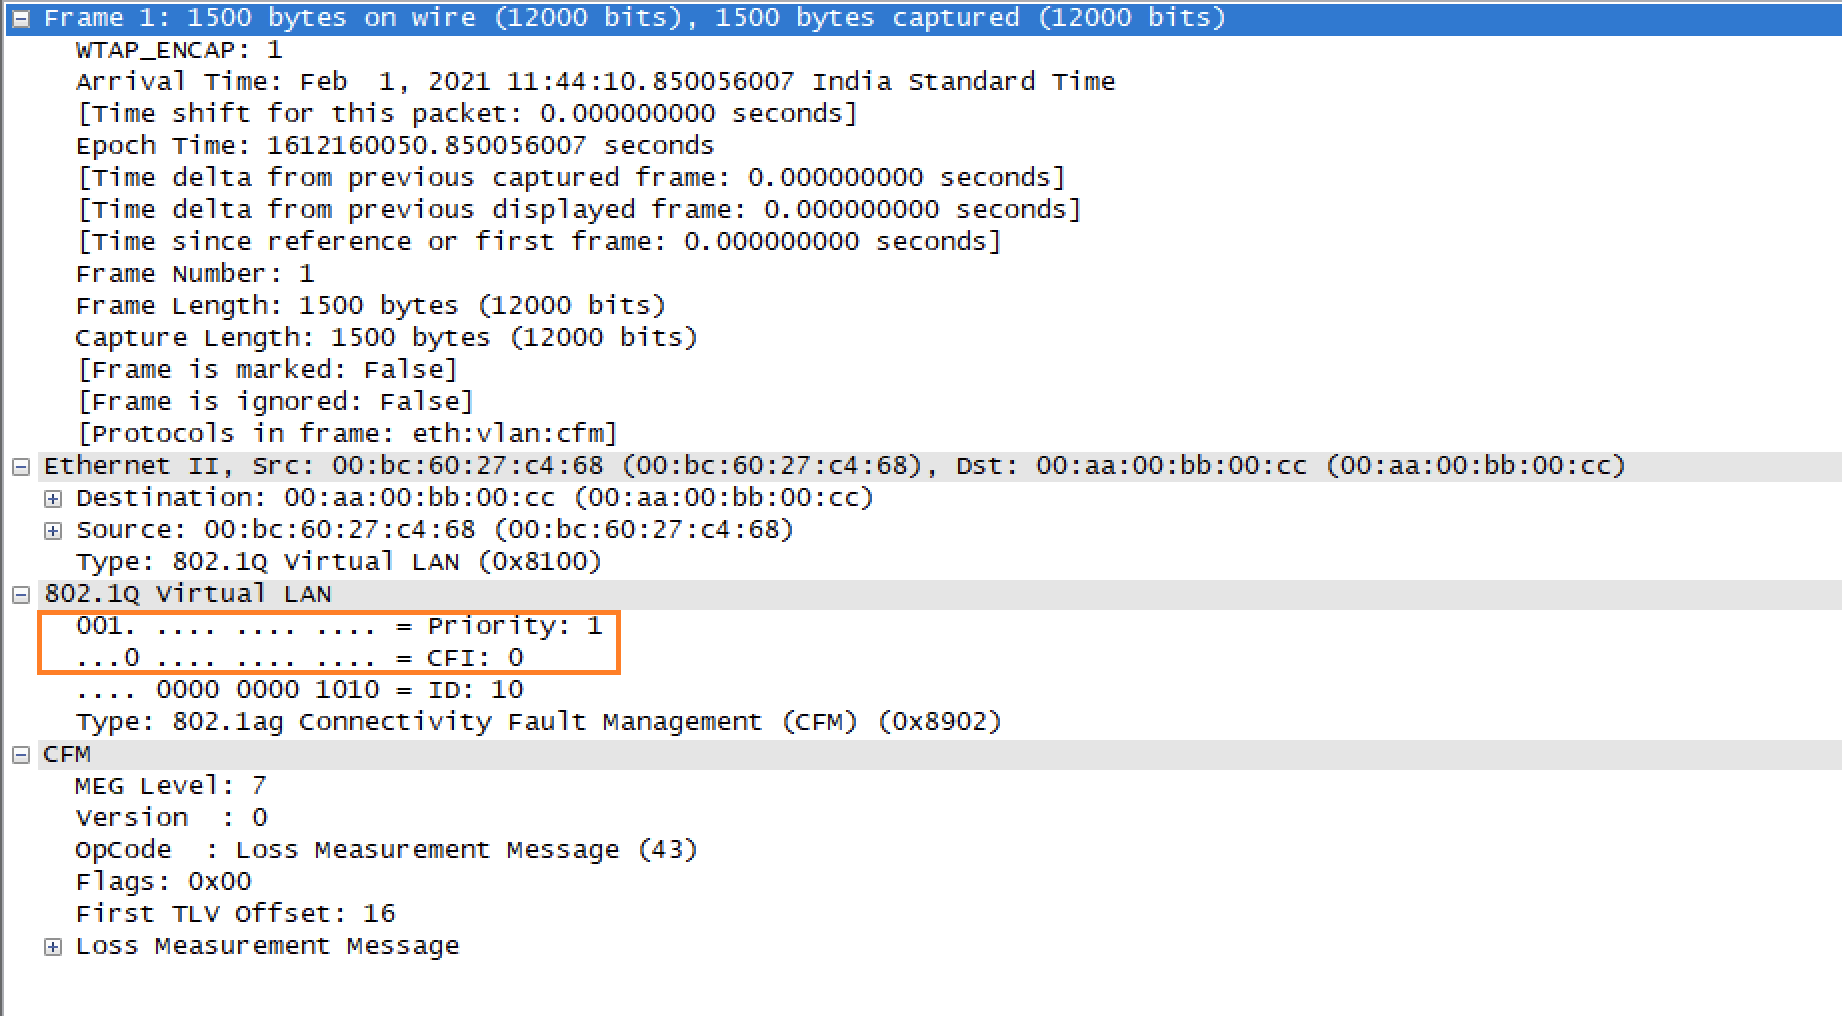 Frame 1: 1500 bytes on wire (12000 bits), 1500 bytes captured (12000 bits)
WTAP_ENCAP: 1
Arrival Time: Feb  1, 2021 11:44:10.850056007 India Standard Time
[Time shift for this packet: 0.000000000 seconds]
Epoch Time: 1612160050.850056007 seconds
[Time delta from previous captured frame: 0.000000000 seconds]
[Time delta from previous displayed frame: 0.000000000 seconds]
[Time since reference or first frame: 0.000000000 seconds]
Frame Number: 1
Frame Length: 1500 bytes (12000 bits)
Capture Length: 1500 bytes (12000 bits)
[Frame is marked: False]
[Frame is ignored: False]
[Protocols in frame: eth:vlan:cfm]
Ethernet II, Src: 00:bc:60:27:c4:68 (00:bc:60:27:c4:68), Dst: 00:aa:00:bb:00:cc (00:aa:00:bb:00:cc)
Destination: 00:aa:00:bb:00:cc (00:aa:00:bb:00:cc)
Source: 00:bc:60:27:c4:68 (00:bc:60:27:c4:68)
Type: 802.1Q Virtual LAN (0x8100)
802.1Q Virtual LAN
001. .... .... .... = Priority: 1
...0 .... .... .... = CFI: 0
.... 0000 0000 1010 = ID: 10
Type: 802.1ag Connectivity Fault Management (CFM) (0x8902)
CFM
MEG Level: 7
Version  : 0
OpCode  : Loss Measurement Message (43)
Flags: 0x00
First TLV Offset: 16
Loss Measurement Message